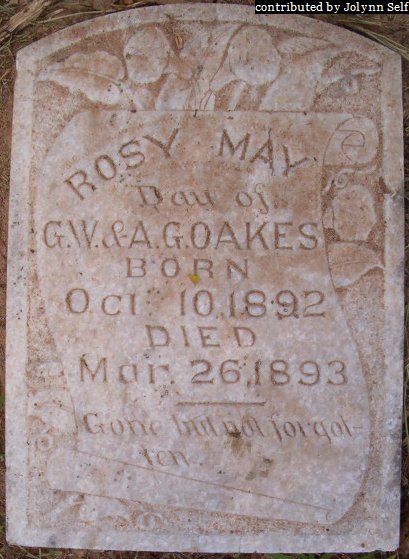 contributed by Jolynn Self
ROSY MAY
Dau of
G.W. & A.G. OAKES
BORN
Oct 10, 1892
DIED
Mar. 26, 1893
Gone but not forgot-
ten.